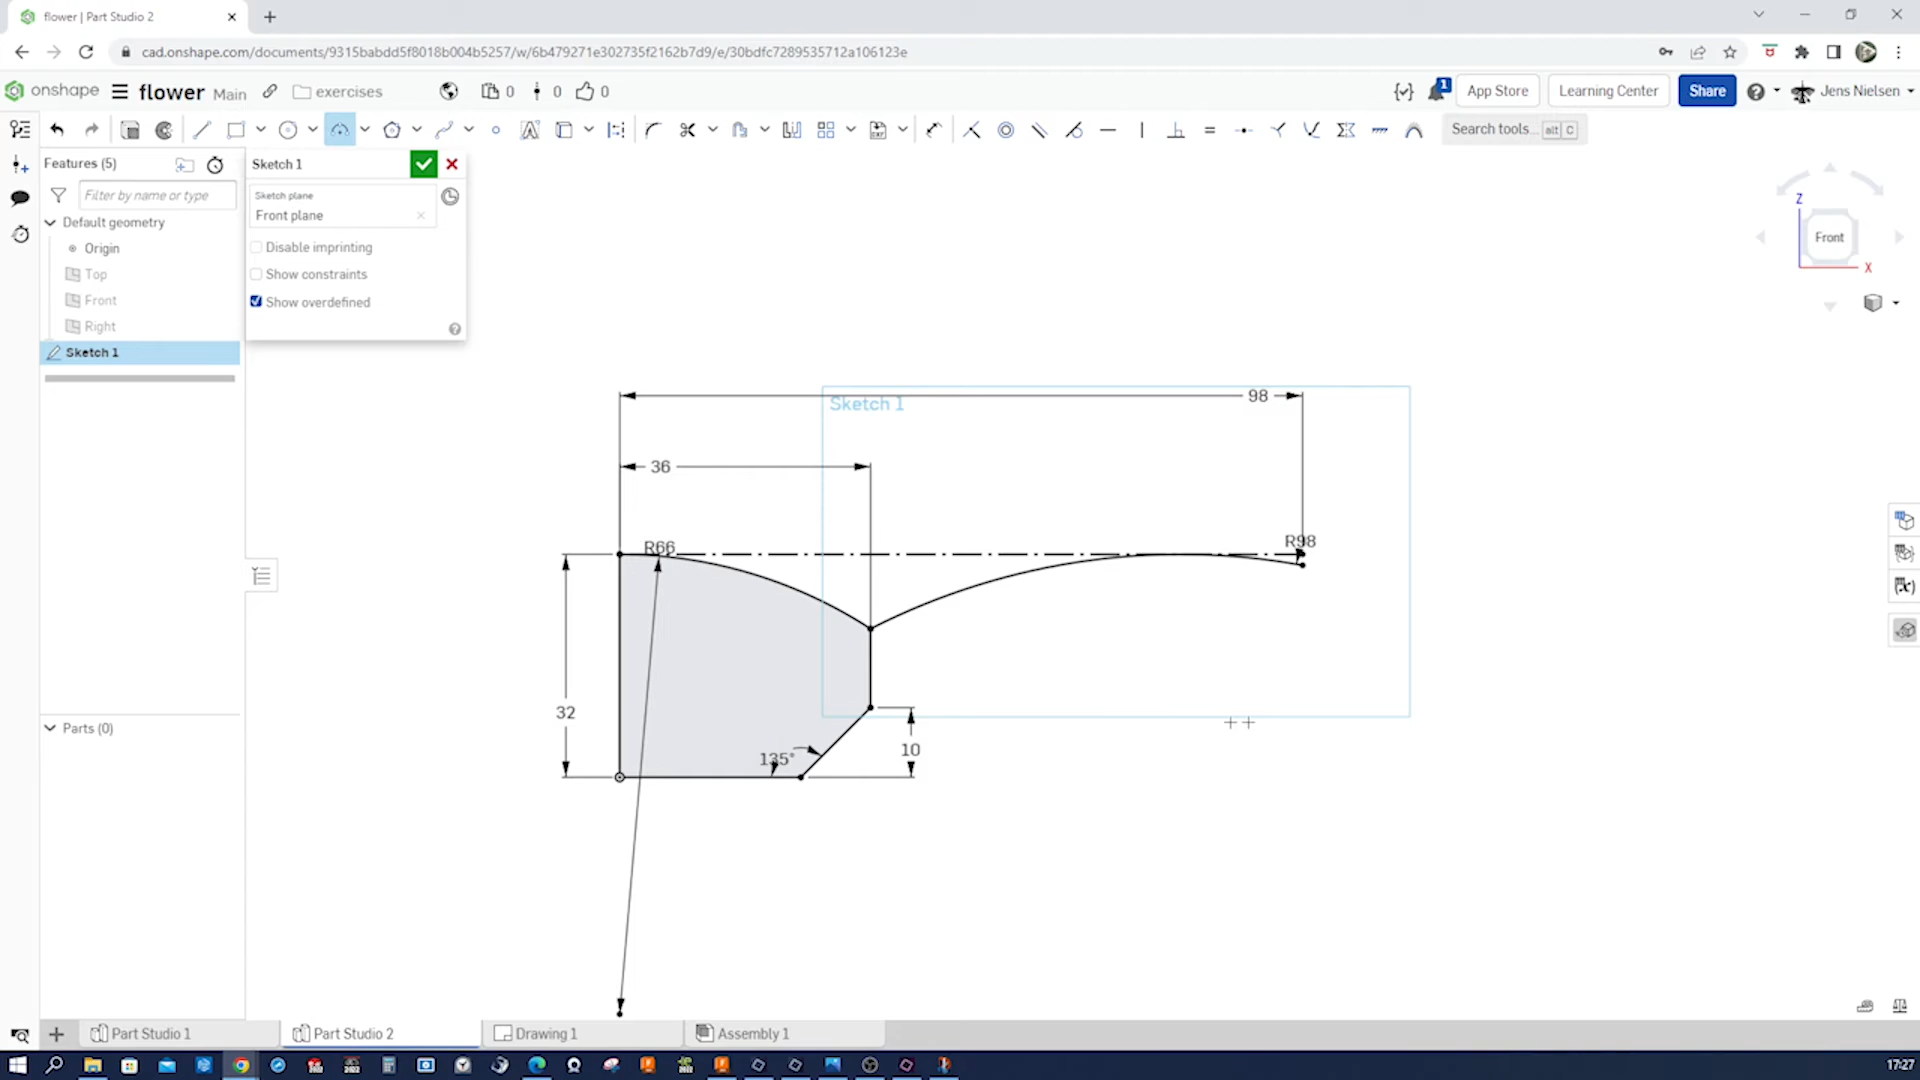 flower | Part Studio 2
cad.onshape.com/documents/9315babdd5f8018b004b5257/w/6b479271e302735f2162b7d9/e/30bdfc7289535712a106123e
onshape flower Main exercises 0 0 0 1 App Store Learning Center Share Jens Nielsen
Search tools... alt C
Features (5)
Filter by name or type
Default geometry
Origin
Top
Front
Right
Sketch 1
Parts (0)
Sketch 1
Sketch plane
Front plane
Disable imprinting
Show constraints
Show overdefined
Z
Front
X
98
Sketch 1
36
R66
R98
32
10
135°
Part Studio 1
Part Studio 2
Drawing 1
Assembly 1
17:27